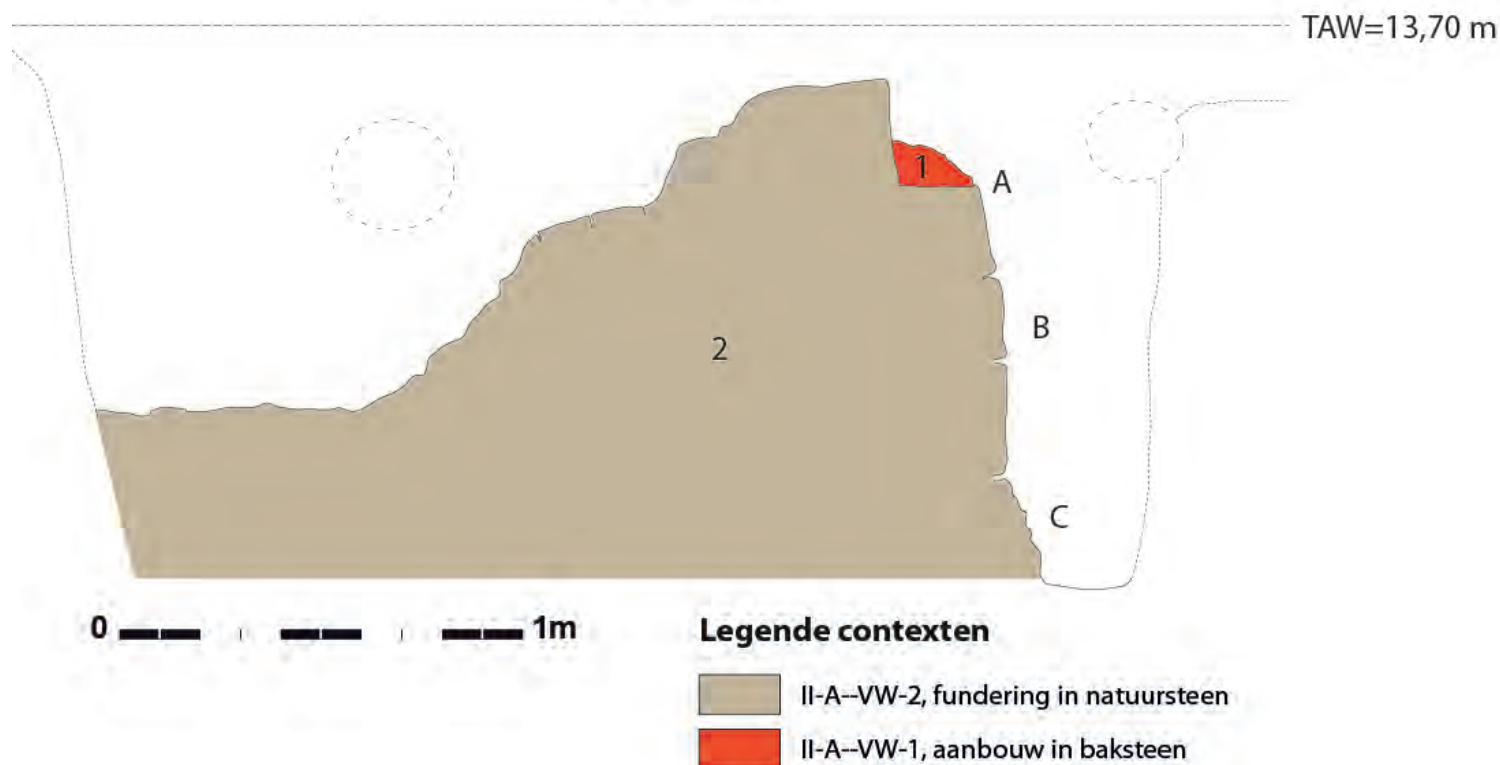 TAW=13,70 m
1
A
B
2
C
0 1m
Legende contexten
II-A--VW-2, fundering in natuursteen
II-A--VW-1, aanbouw in baksteen